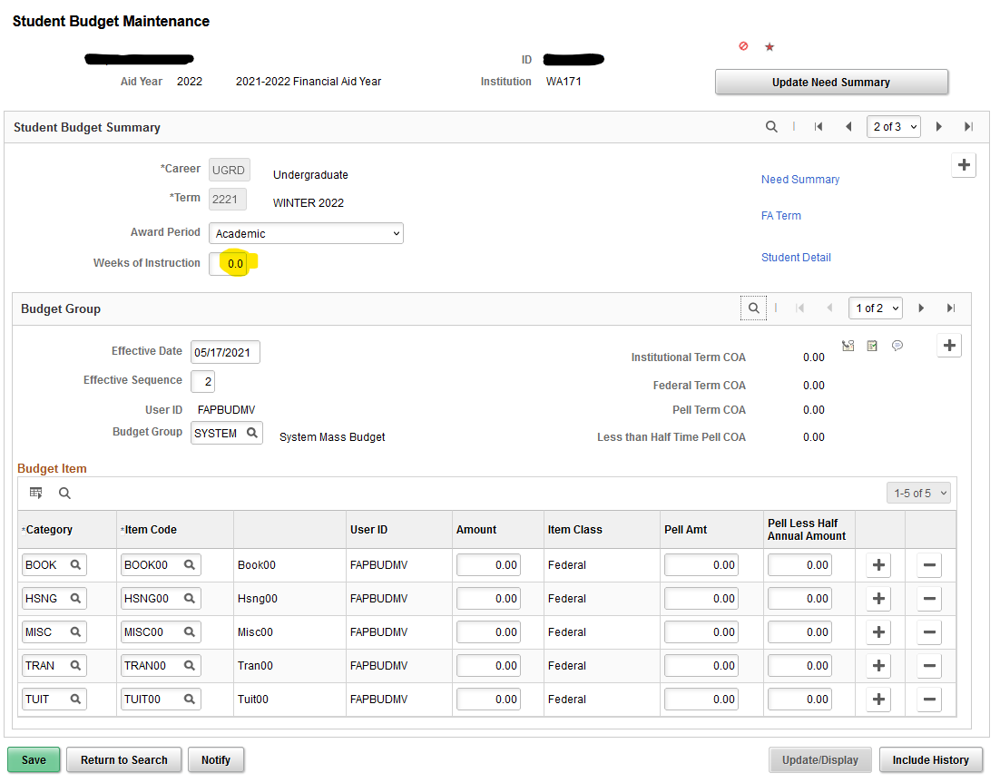 Student Budget Maintenance
ID
Aid Year 2022 2021-2022 Financial Aid Year Institution WA171 Update Need Summary
Student Budget Summary 2 of 3
*Career UGRD Undergraduate
Need Summary
*Term 2221 WINTER 2022
FA Term
Award Period Academic
Student Detail
Weeks of Instruction 0.0
Budget Group 1 of 2
Effective Date 05/17/2021 Institutional Term COA 0.00
Effective Sequence 2 Federal Term COA 0.00
User ID FAPBUDMV Pell Term COA 0.00
Budget Group SYSTEM System Mass Budget Less than Half Time Pell COA 0.00
Budget Item
1-5 of 5
*Category *Item Code User ID Amount Item Class Pell Amt Pell Less Half
Annual Amount
BOOK BOOK00 Book00 FAPBUDMV 0.00 Federal 0.00 0.00
HSNG HSNG00 Hsng00 FAPBUDMV 0.00 Federal 0.00 0.00
MISC MISC00 Misc00 FAPBUDMV 0.00 Federal 0.00 0.00
TRAN TRAN00 Tran00 FAPBUDMV 0.00 Federal 0.00 0.00
TUIT TUIT00 Tuit00 FAPBUDMV 0.00 Federal 0.00 0.00
Save Return to Search Notify Update/Display Include History